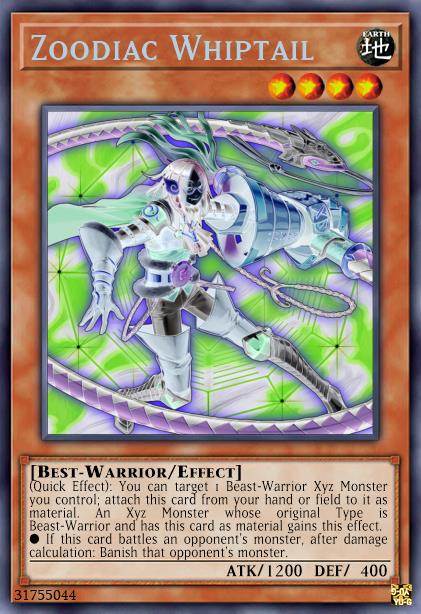 Zoodiac Whiptail
EARTH
地
[Best-Warrior/Effect]
(Quick Effect): You can target 1 Beast-Warrior Xyz Monster
you control; attach this card from your hand or field to it as
material. An Xyz Monster whose original Type is
Beast-Warrior and has this card as material gains this effect.
● If this card battles an opponent's monster, after damage
calculation: Banish that opponent's monster.
ATK/1200 DEF/ 400
31755044